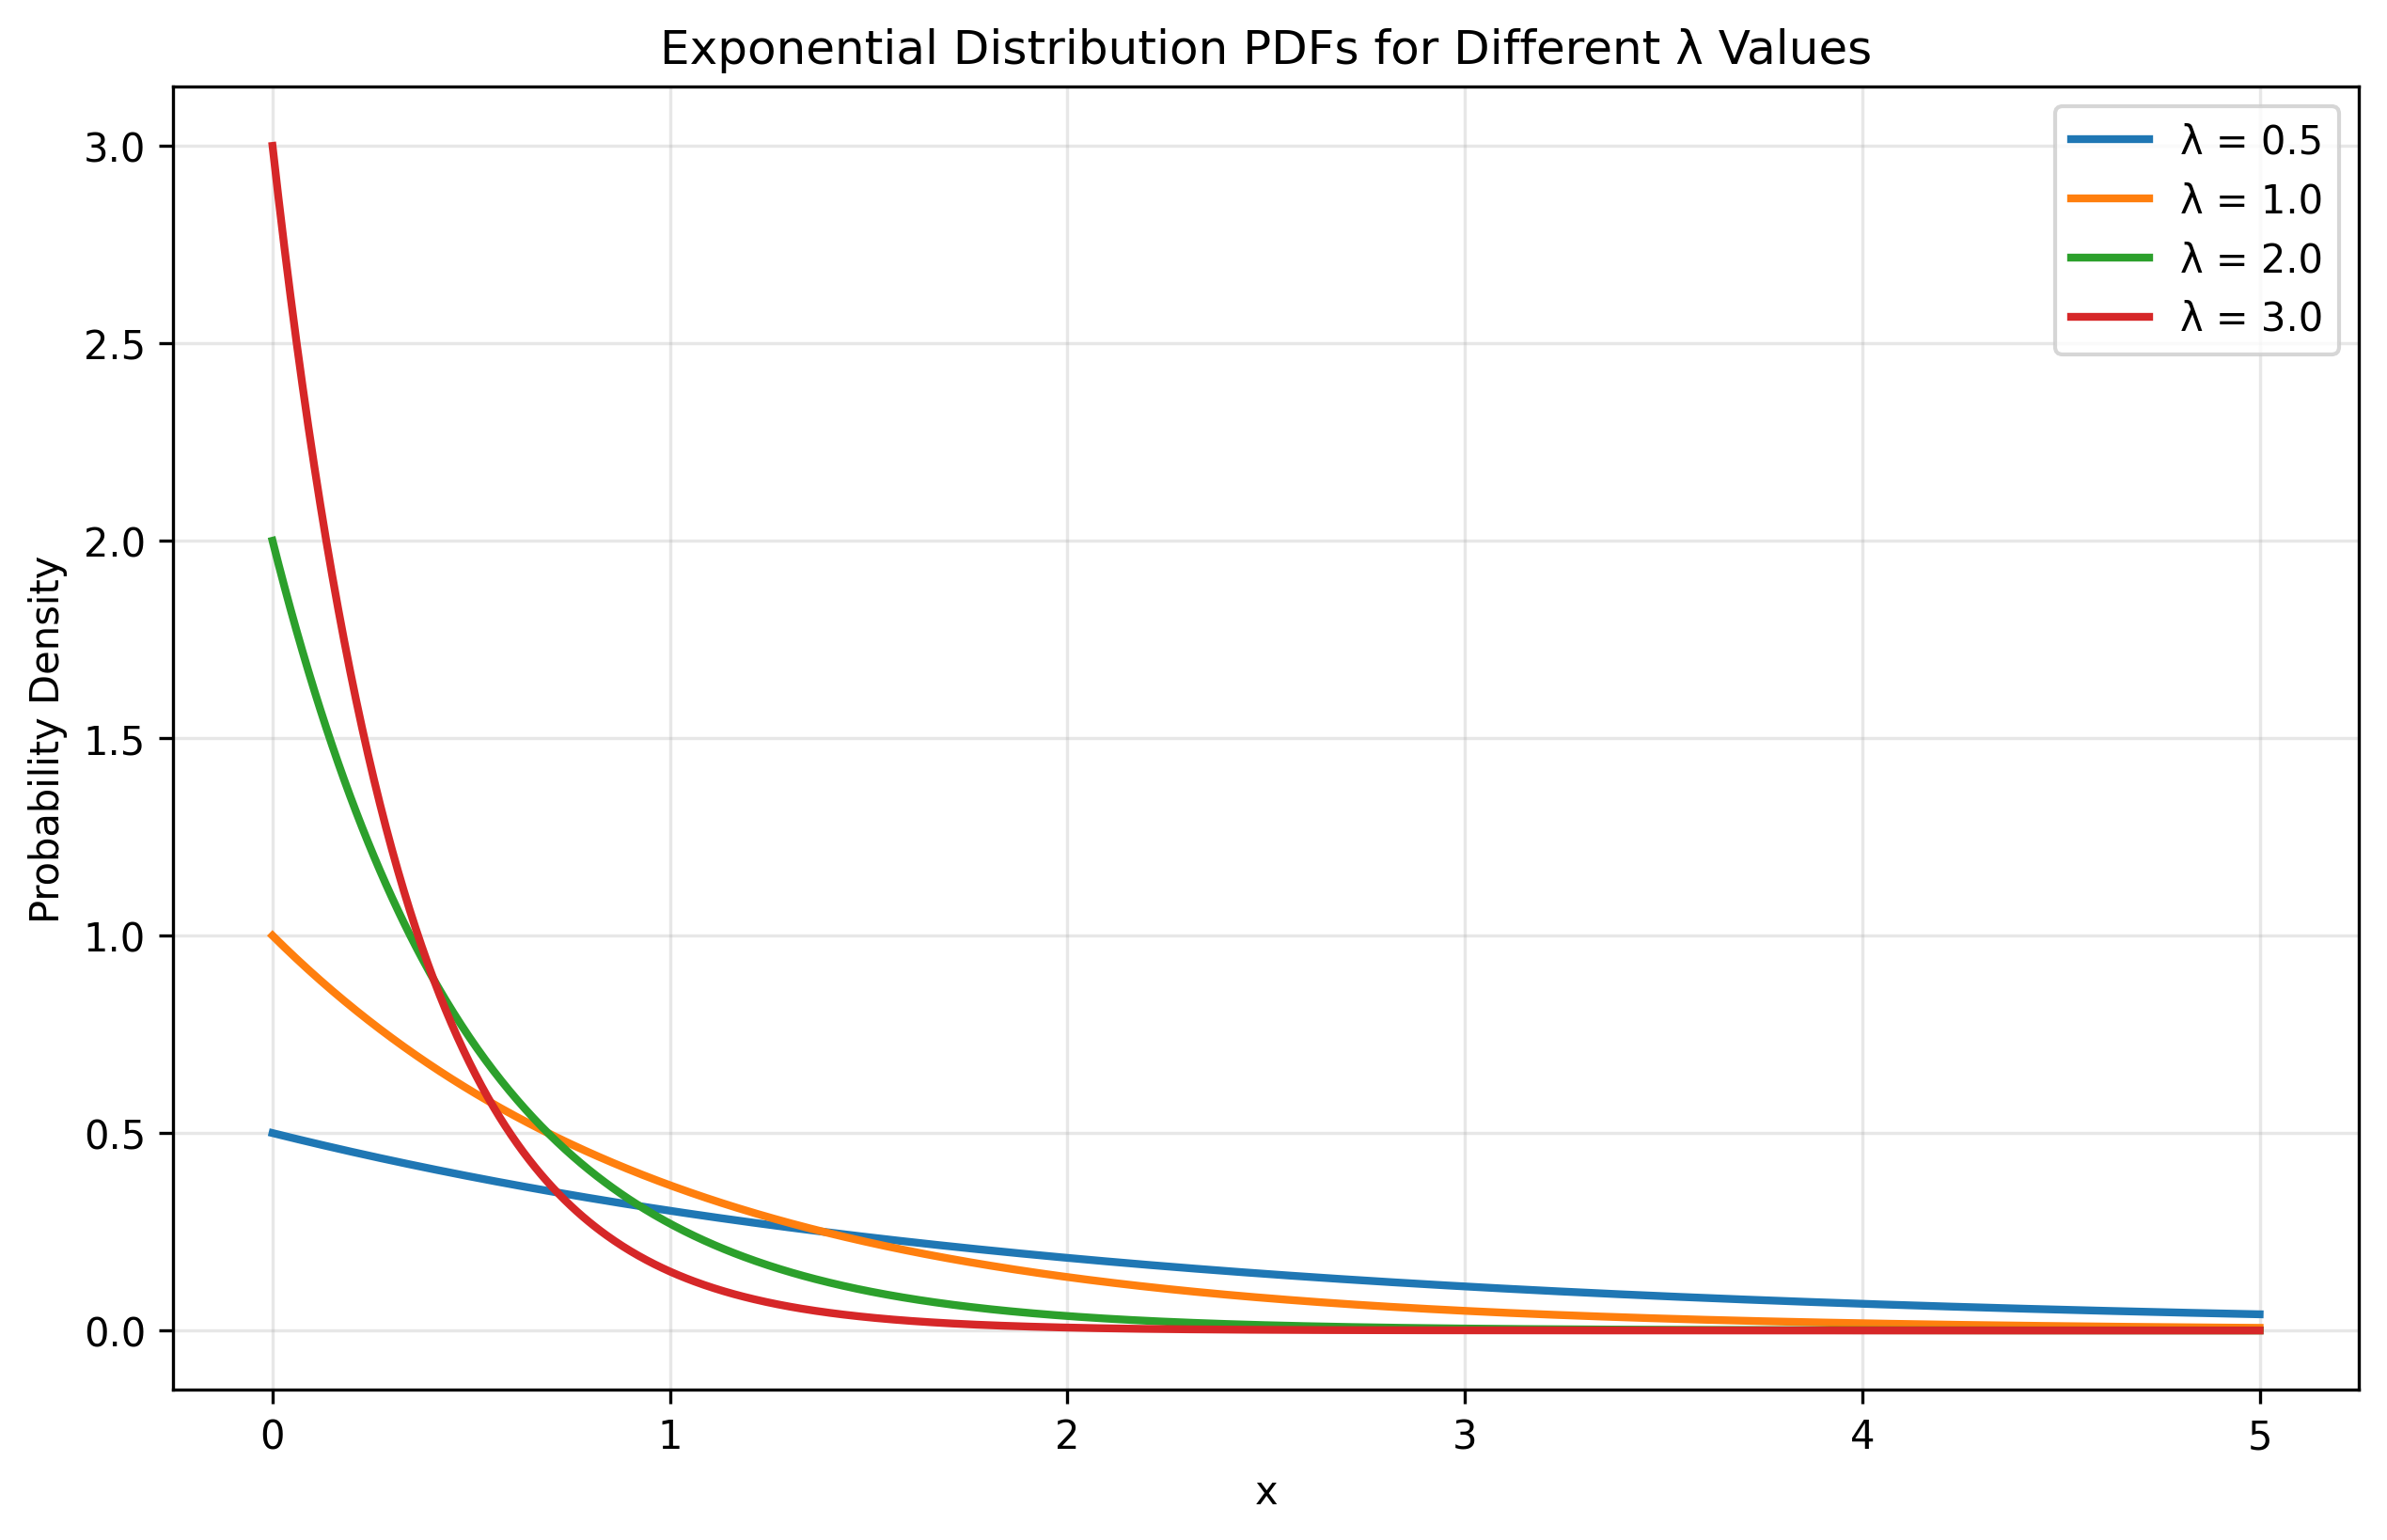 Exponential Distribution PDFs for Different λ Values
λ = 0.5
λ = 1.0
λ = 2.0
λ = 3.0
Probability Density
3.0
2.5
2.0
1.5
1.0
0.5
0.0
0 1 2 3 4 5
x